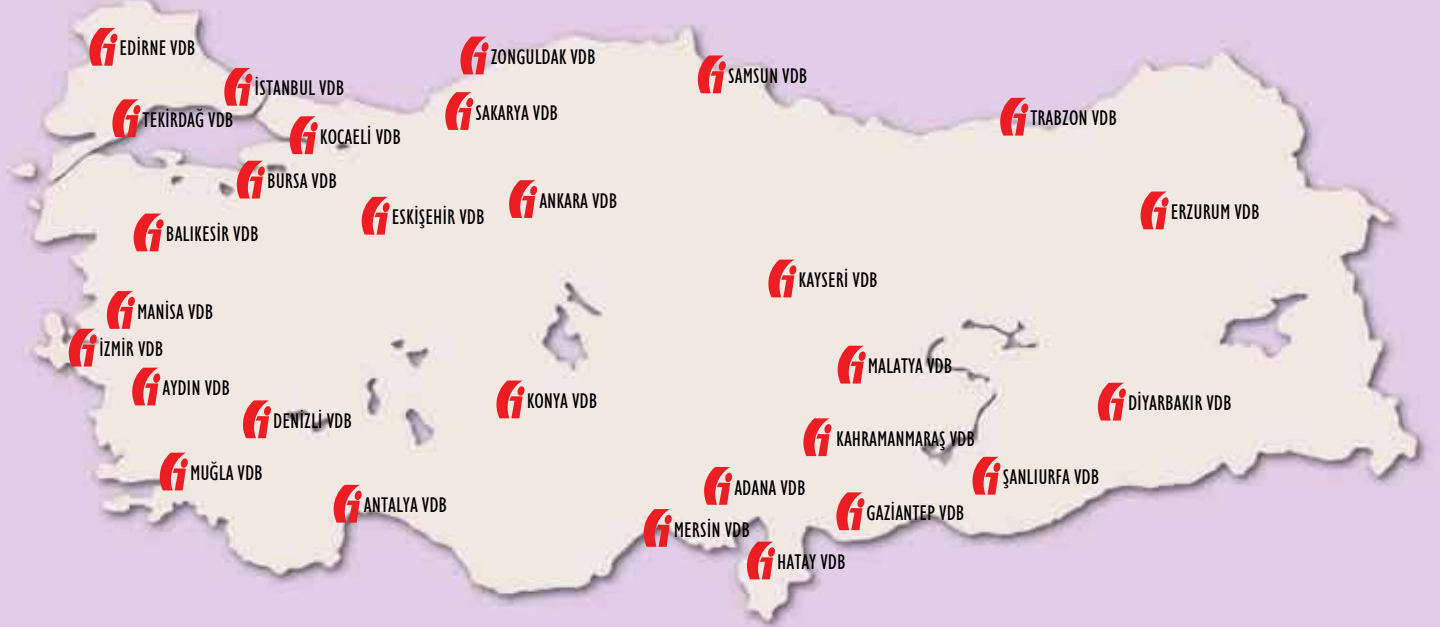 EDİRNE VDB
ZONGULDAK VDB
SAMSUN VDB
İSTANBUL VDB
SAKARYA VDB
TRABZON VDB
TEKİRDAĞ VDB
KOCAELİ VDB
BURSA VDB
ANKARA VDB
ERZURUM VDB
ESKİŞEHİR VDB
BALIKESİR VDB
KAYSERİ VDB
MANİSA VDB
İZMİR VDB
MALATYA VDB
AYDIN VDB
KONYA VDB
DİYARBAKIR VDB
DENİZLİ VDB
KAHRAMANMARAŞ VDB
MUĞLA VDB
ŞANLIURFA VDB
ADANA VDB
ANTALYA VDB
GAZİANTEP VDB
MERSİN VDB
HATAY VDB